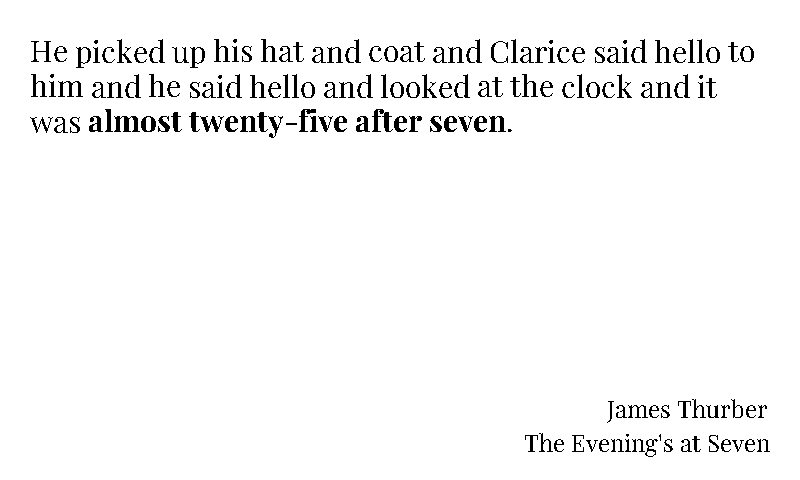 He picked up his hat and coat and Clarice said hello to
him and he said hello and looked at the clock and it
was almost twenty-five after seven.
James Thurber
The Evening's at Seven